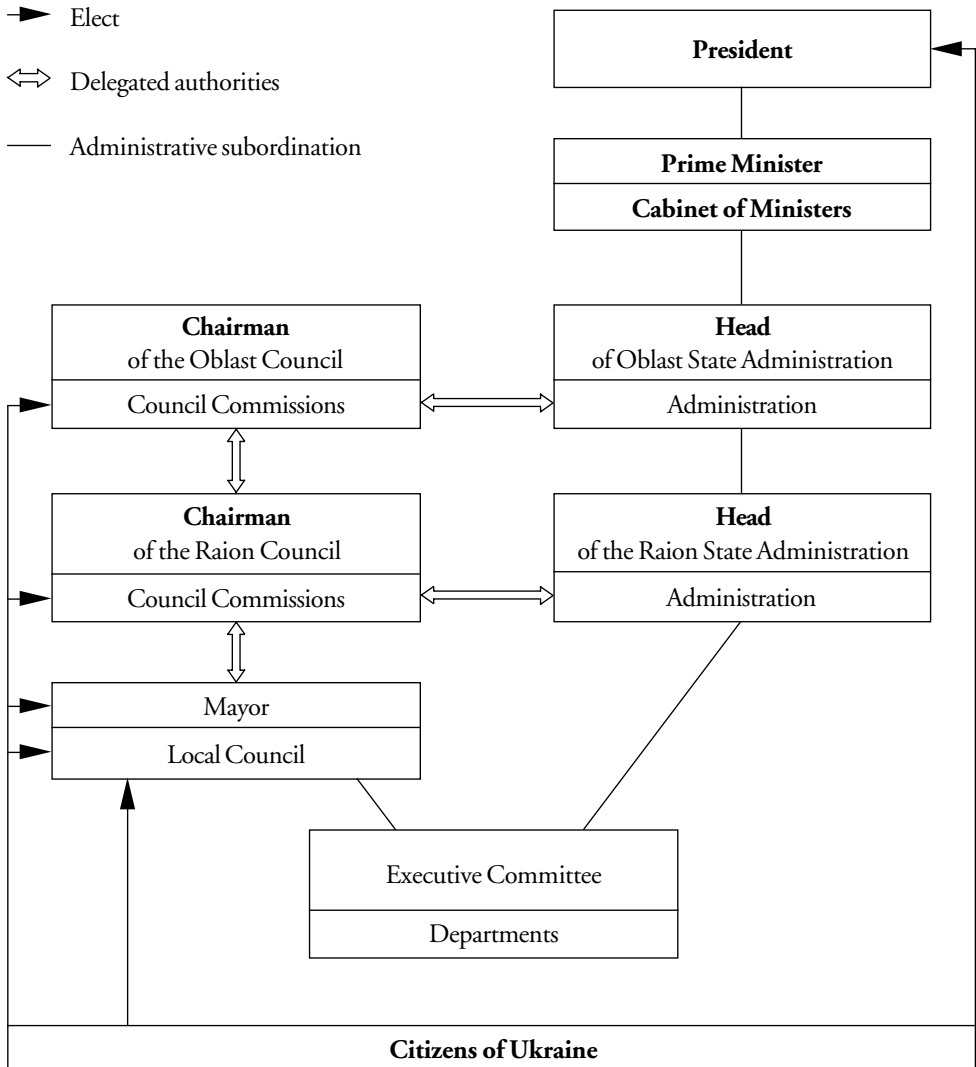 Elect
Delegated authorities
Administrative subordination
President
Prime Minister
Cabinet of Ministers
Chairman
of the Oblast Council
Council Commissions
Head
of Oblast State Administration
Administration
Chairman
of the Raion Council
Council Commissions
Head
of the Raion State Administration
Administration
Mayor
Local Council
Executive Committee
Departments
Citizens of Ukraine